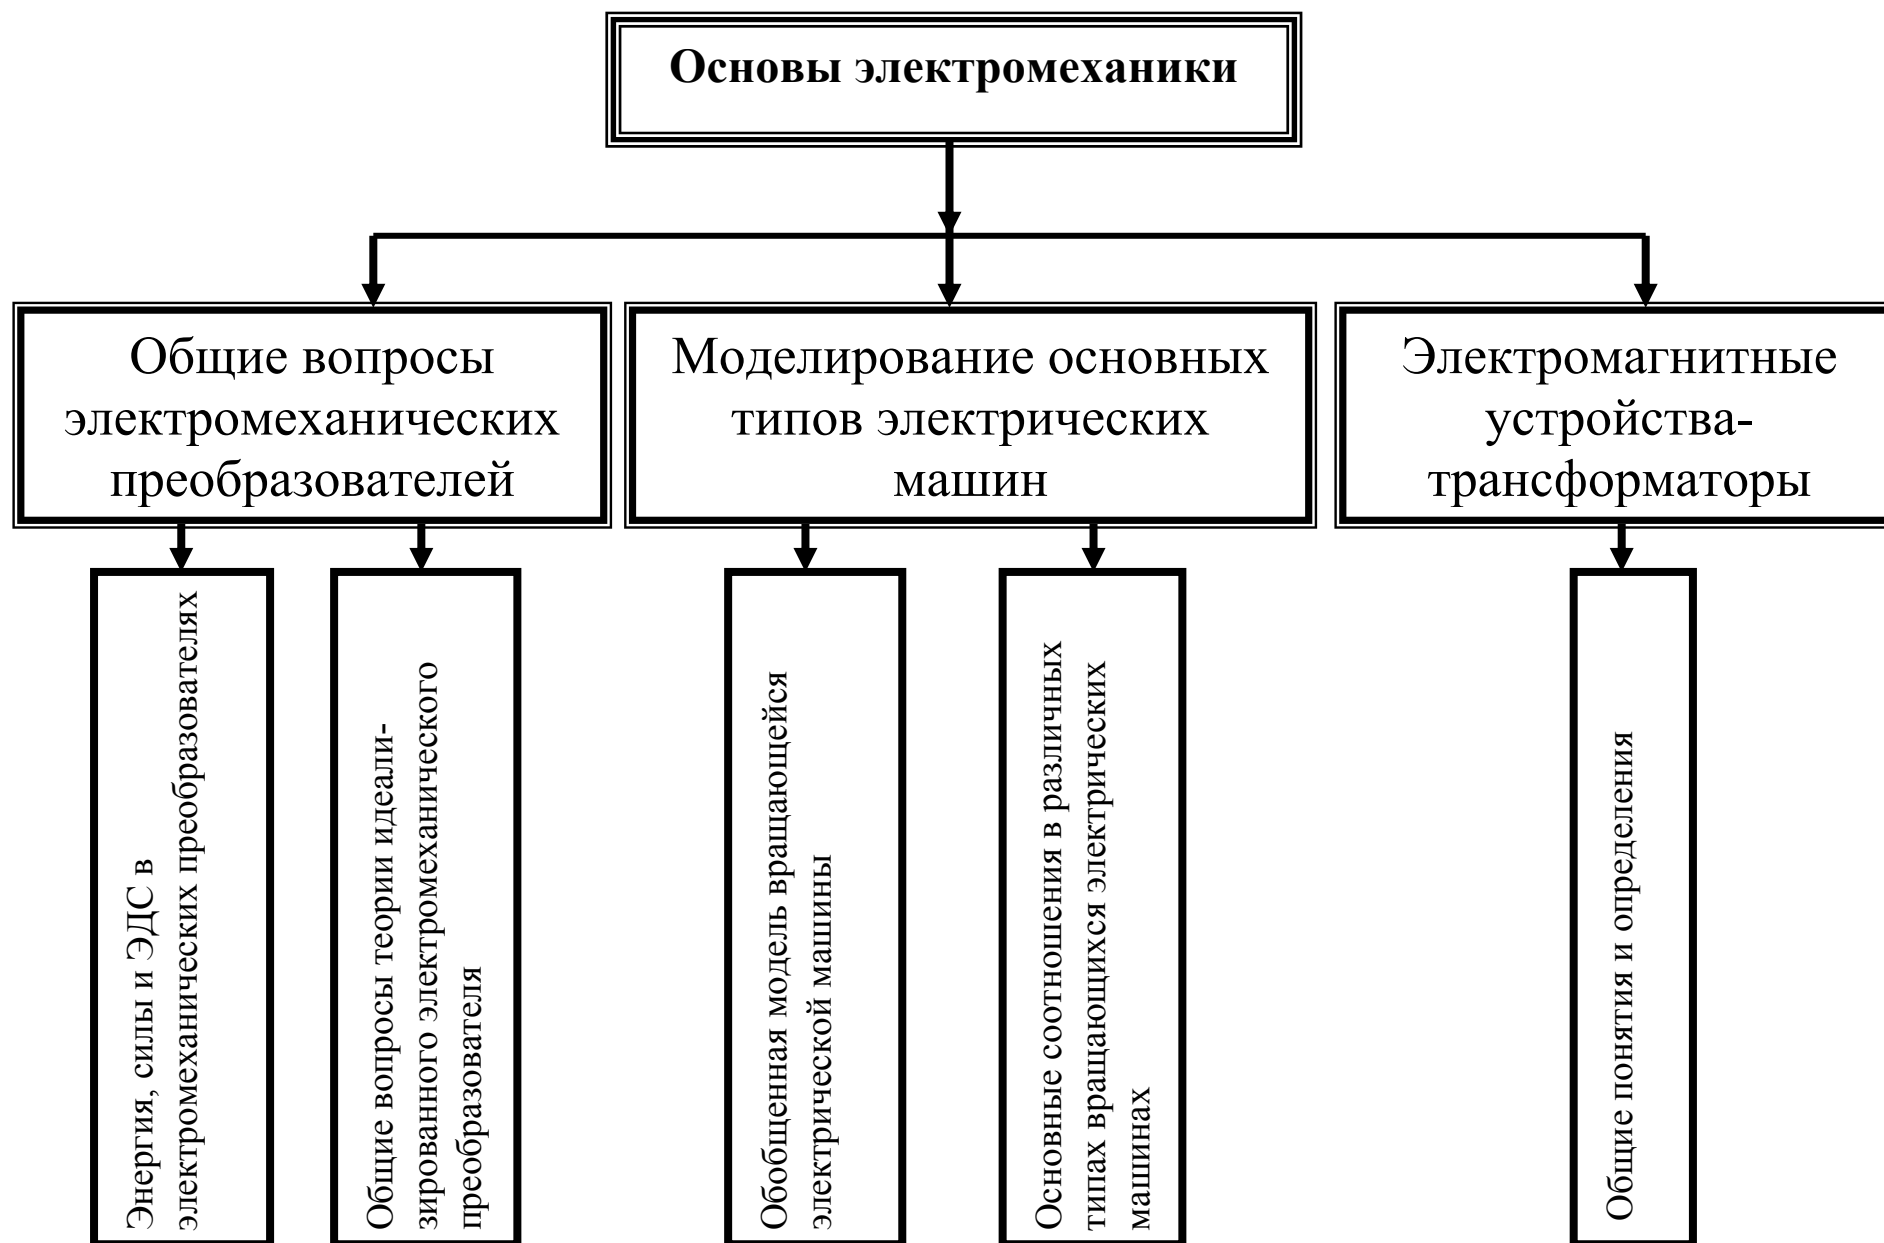 Основы электромеханики
Общие вопросы
электромеханических
преобразователей
Моделирование основных
типов электрических
машин
Электромагнитные
устройства-
трансформаторы
Энергия, силы и ЭДС в
электромеханических преобразователях
Общие вопросы теории идеали-
зированного электромеханического
преобразователя
Обобщенная модель вращающейся
электрической машины
Основные соотношения в различных
типах вращающихся электрических
машинах
Общие понятия и определения